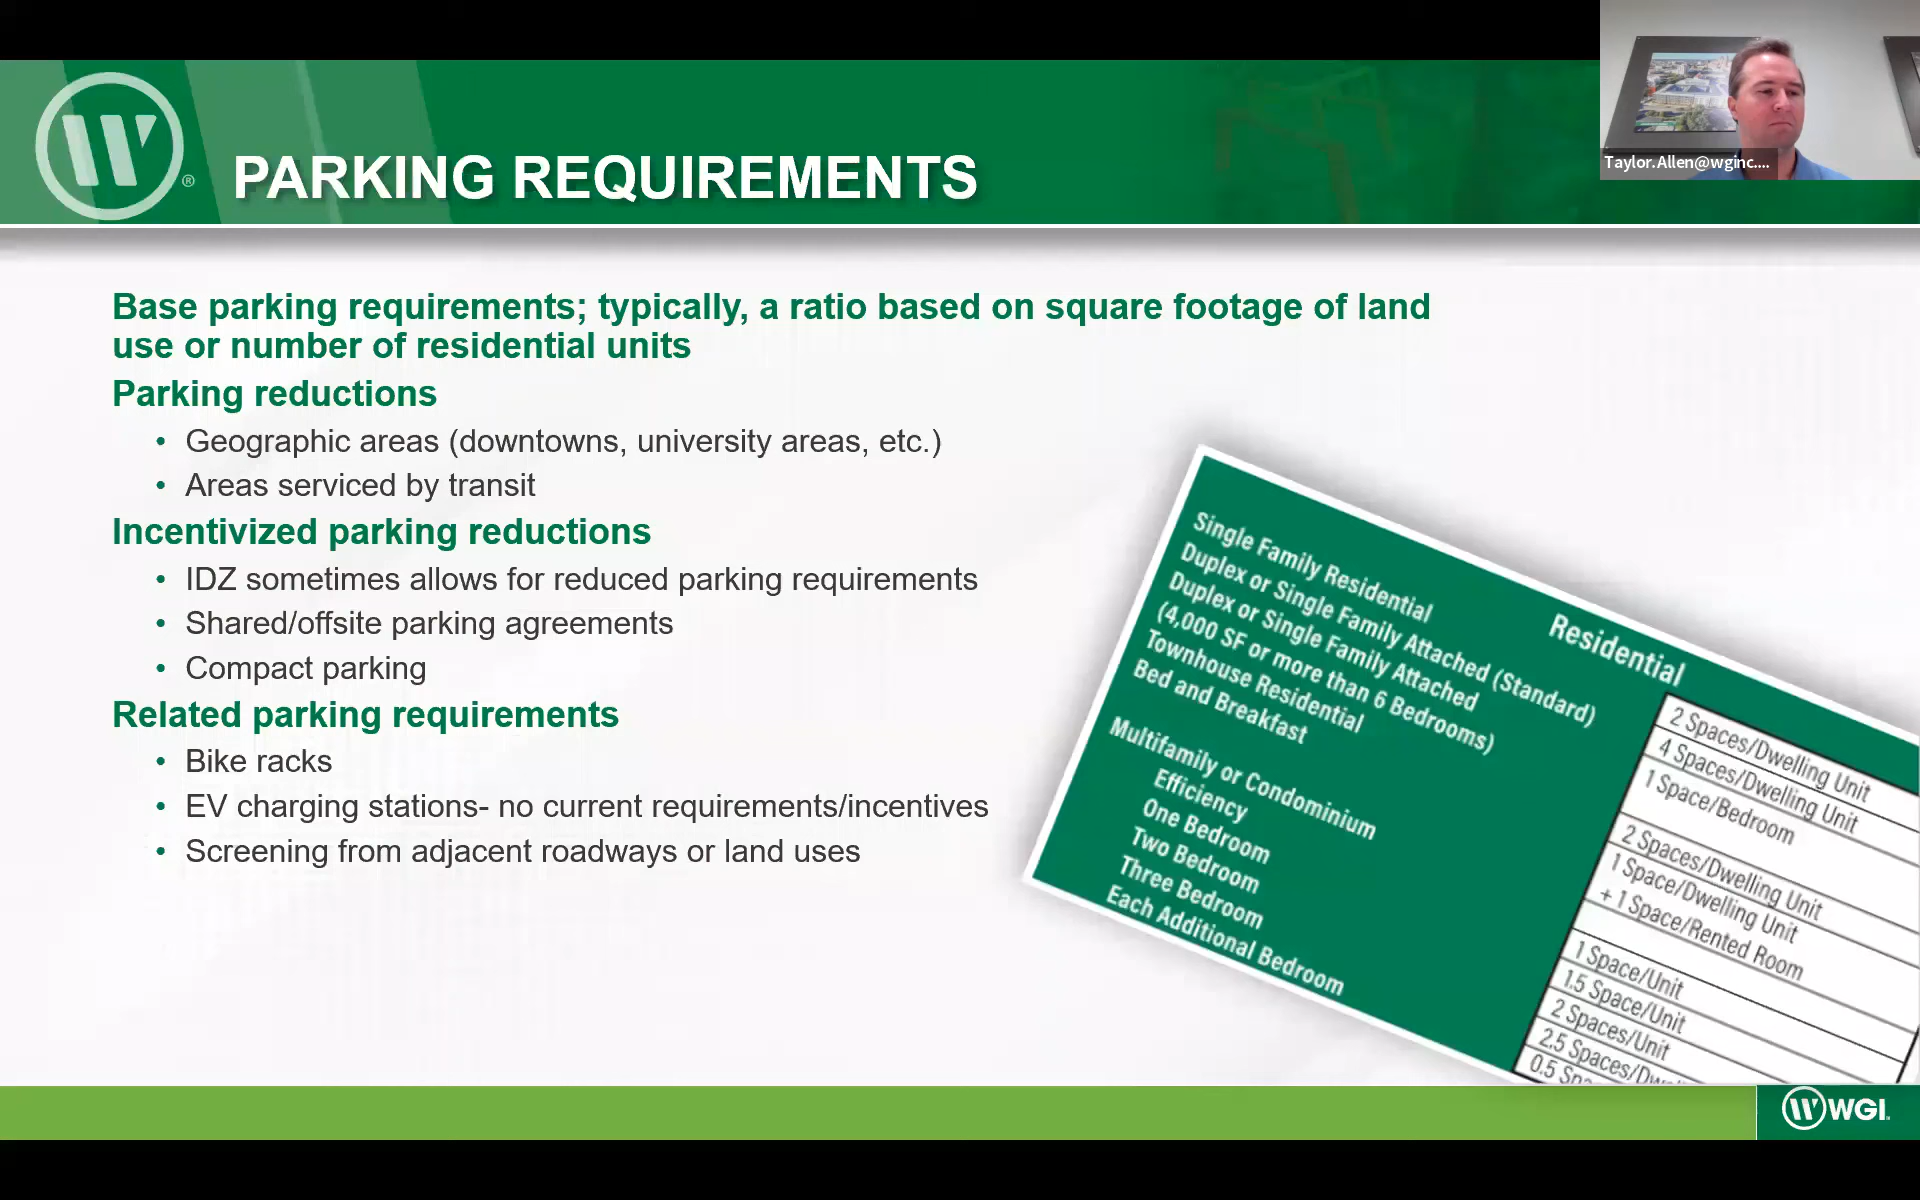 Taylor.Allen@wginc....
W ®
PARKING REQUIREMENTS
Base parking requirements; typically, a ratio based on square footage of land
use or number of residential units
Parking reductions
• Geographic areas (downtowns, university areas, etc.)
• Areas serviced by transit
Incentivized parking reductions
• IDZ sometimes allows for reduced parking requirements
• Shared/offsite parking agreements
• Compact parking
Related parking requirements
• Bike racks
• EV charging stations- no current requirements/incentives
• Screening from adjacent roadways or land uses
Residential
Single Family Residential
Duplex or Single Family Attached (Standard)
Duplex or Single Family Attached
(4,000 SF or more than 6 Bedrooms)
Townhouse Residential
Bed and Breakfast
Multifamily or Condominium
Efficiency
One Bedroom
Two Bedroom
Three Bedroom
Each Additional Bedroom
2 Spaces/Dwelling Unit
4 Spaces/Dwelling Unit
1 Space/Bedroom
2 Spaces/Dwelling Unit
1 Space/Dwelling Unit
+ 1 Space/Rented Room
1 Space/Unit
1.5 Space/Unit
2 Spaces/Unit
2.5 Spaces/
0.5
W WGI